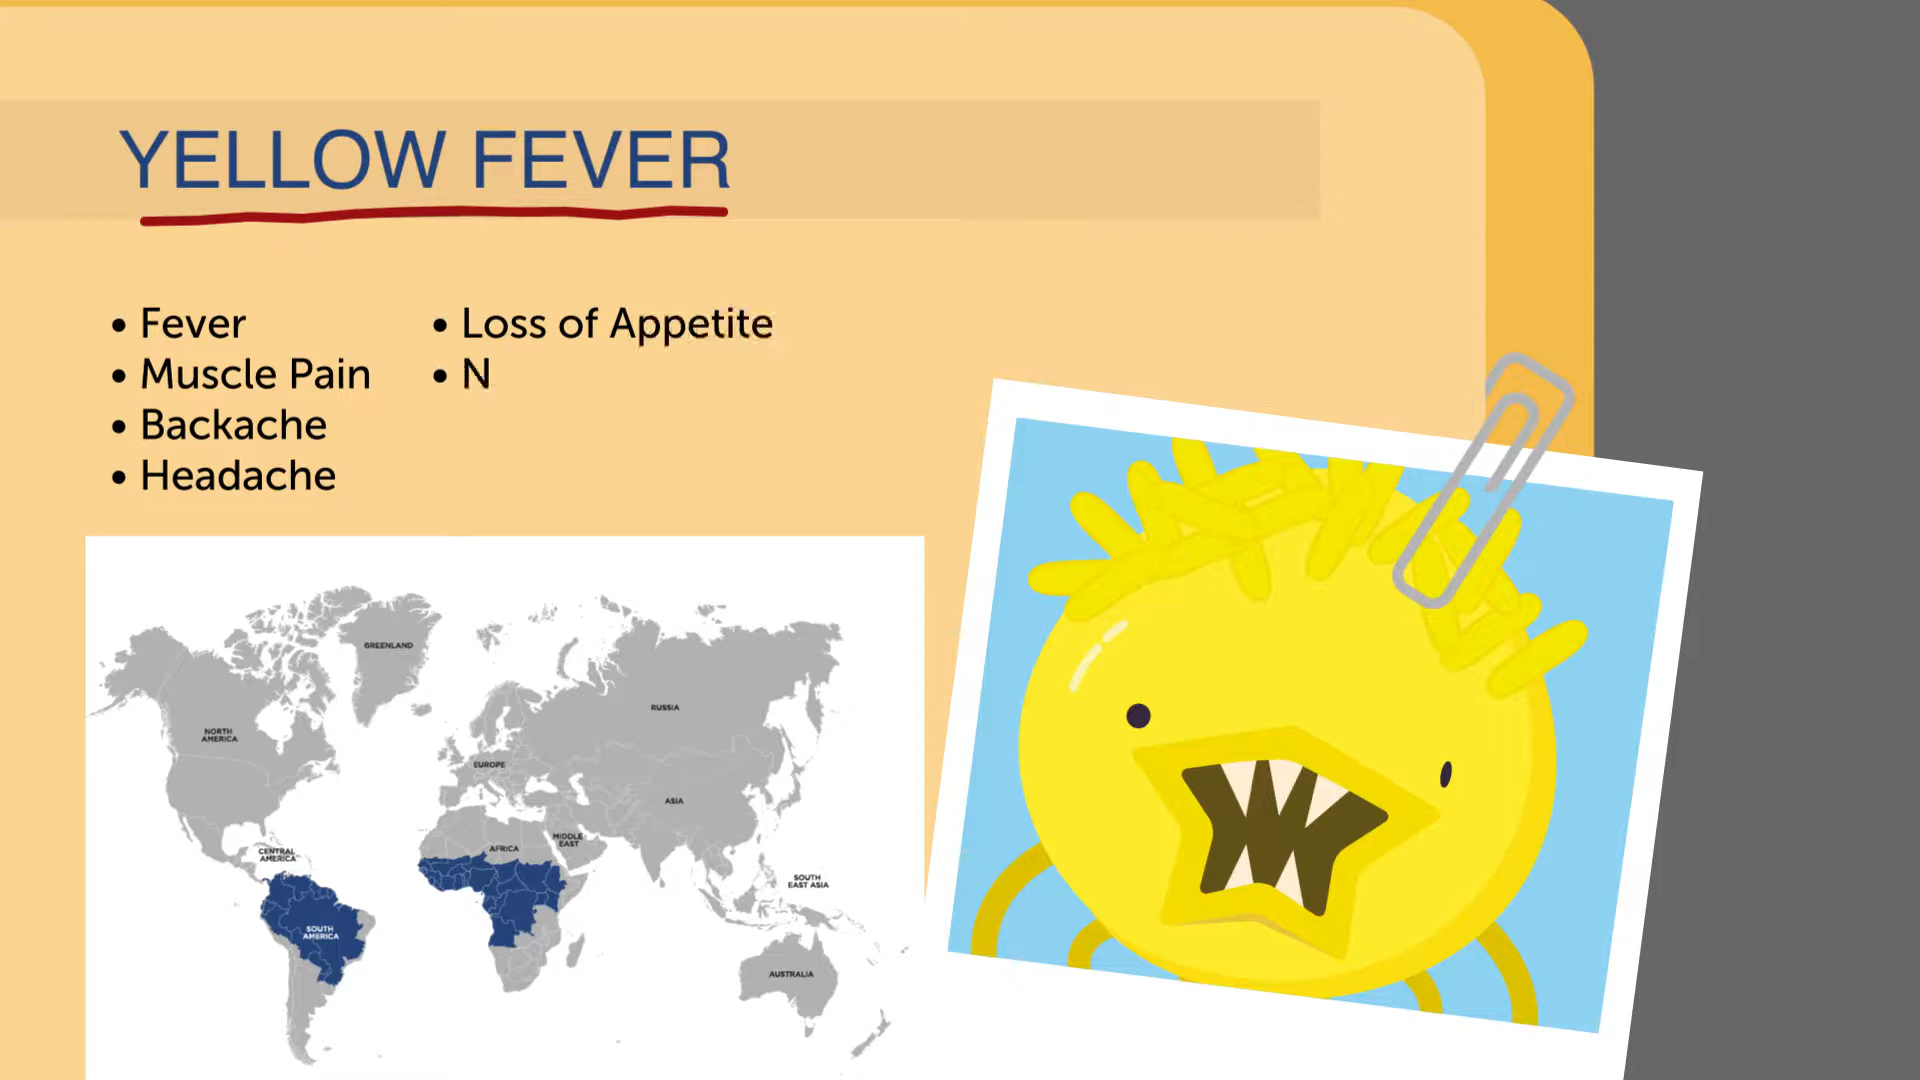 YELLOW FEVER
• Fever
• Muscle Pain
• Backache
• Headache
• Loss of Appetite
• N
GREENLAND
RUSSIA
NORTH
AMERICA
EUROPE
ASIA
MIDDLE
EAST
AFRICA
CENTRAL
AMERICA
SOUTH
EAST ASIA
SOUTH
AMERICA
AUSTRALIA